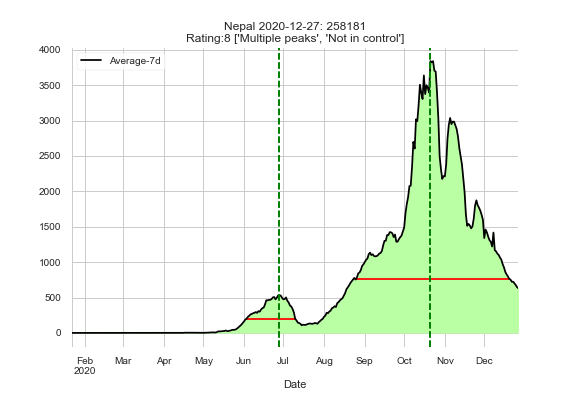 Nepal 2020-12-27: 258181
Rating:8 ['Multiple peaks', 'Not in control']
Average-7d
4000
3500
3000
2500
2000
1500
1000
500
0
Feb Mar Apr May Jun Jul Aug Sep Oct Nov Dec
2020
Date